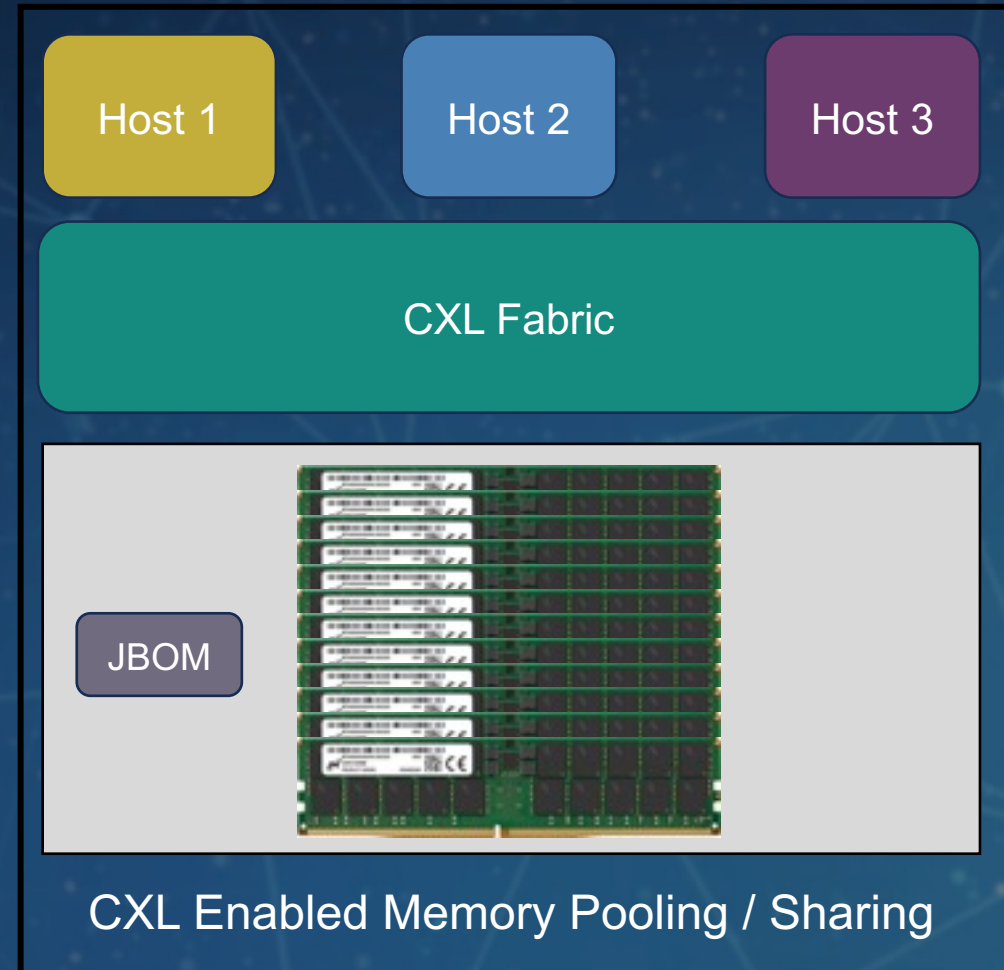 Host 1
Host 2
Host 3
CXL Fabric
JBOM
CXL Enabled Memory Pooling / Sharing